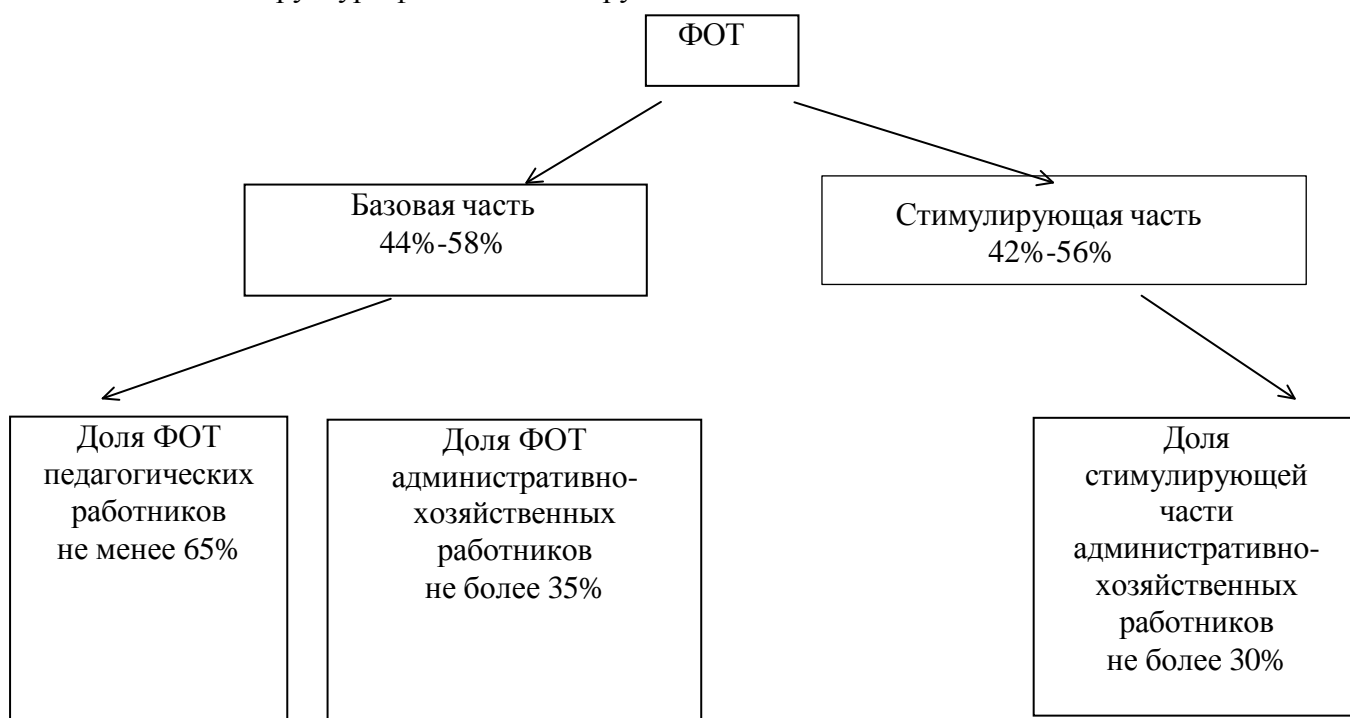 ФОТ
Базовая часть
44%-58%
Стимулирующая часть
42%-56%
Доля ФОТ
педагогических
работников
не менее 65%
Доля ФОТ
административно-
хозяйственных
работников
не более 35%
Доля
стимулирующей
части
административно-
хозяйственных
работников
не более 30%